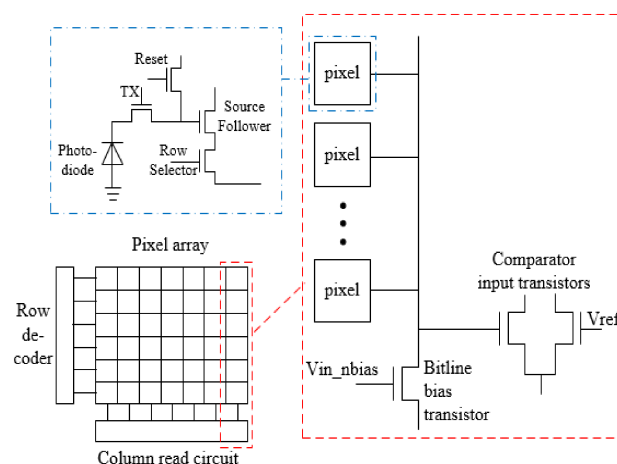 Reset
TX
Source
Follower
Photo-
diode
Row
Selector
pixel
pixel
pixel
Pixel array
Row
de-
coder
Column read circuit
Comparator
input transistors
Vref
Vin_nbias
Bitline
bias
transistor